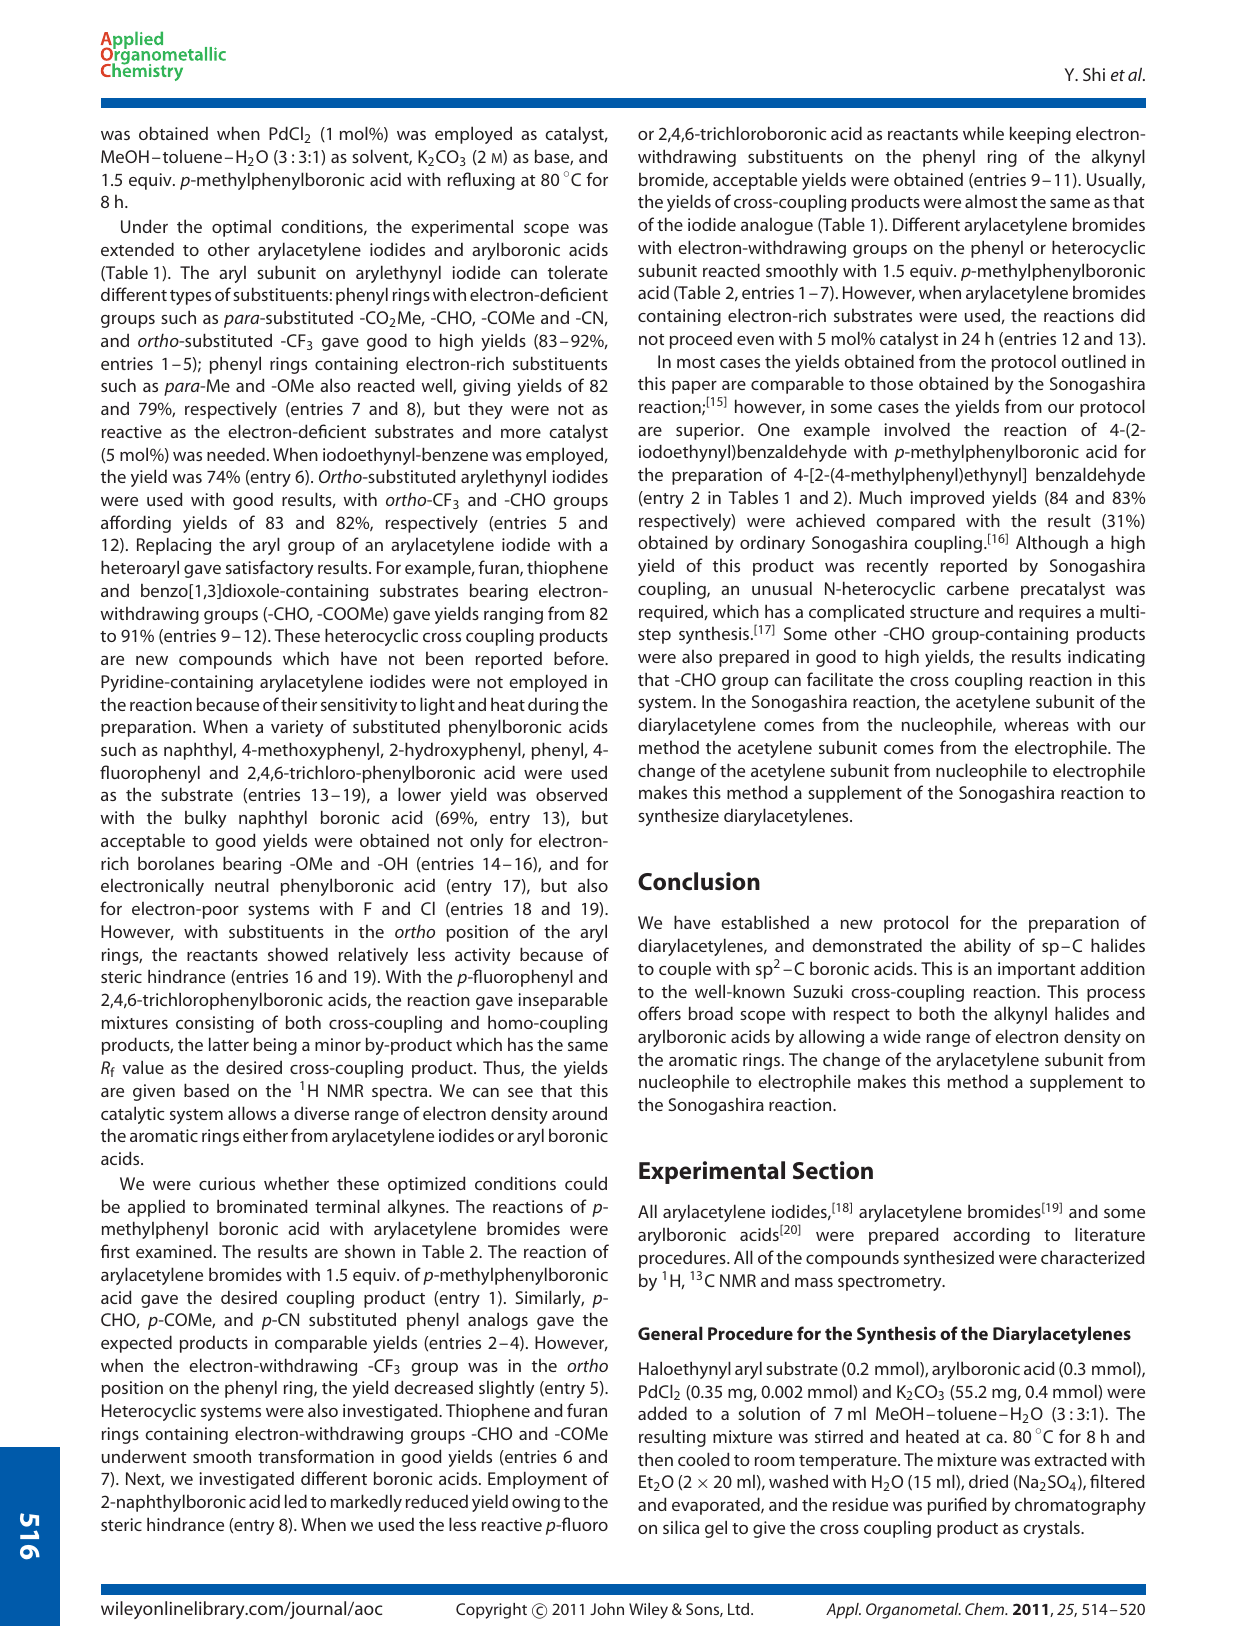 Applied
Organometallic
Chemistry
Y. Shi et al.
was obtained when PdCl2 (1 mol%) was employed as catalyst,
MeOH–toluene–H2O (3 : 3:1) as solvent, K2CO3 (2 M) as base, and
1.5 equiv. p-methylphenylboronic acid with refluxing at 80 °C for
8 h.
Under the optimal conditions, the experimental scope was
extended to other arylacetylene iodides and arylboronic acids
(Table 1). The aryl subunit on arylethynyl iodide can tolerate
different types of substituents: phenyl rings with electron-deficient
groups such as para-substituted -CO2Me, -CHO, -COMe and -CN,
and ortho-substituted -CF3 gave good to high yields (83–92%,
entries 1–5); phenyl rings containing electron-rich substituents
such as para-Me and -OMe also reacted well, giving yields of 82
and 79%, respectively (entries 7 and 8), but they were not as
reactive as the electron-deficient substrates and more catalyst
(5 mol%) was needed. When iodoethynyl-benzene was employed,
the yield was 74% (entry 6). Ortho-substituted arylethynyl iodides
were used with good results, with ortho-CF3 and -CHO groups
affording yields of 83 and 82%, respectively (entries 5 and
12). Replacing the aryl group of an arylacetylene iodide with a
heteroaryl gave satisfactory results. For example, furan, thiophene
and benzo[1,3]dioxole-containing substrates bearing electron-
withdrawing groups (-CHO, -COOMe) gave yields ranging from 82
to 91% (entries 9–12). These heterocyclic cross coupling products
are new compounds which have not been reported before.
Pyridine-containing arylacetylene iodides were not employed in
the reaction because of their sensitivity to light and heat during the
preparation. When a variety of substituted phenylboronic acids
such as naphthyl, 4-methoxyphenyl, 2-hydroxyphenyl, phenyl, 4-
fluorophenyl and 2,4,6-trichloro-phenylboronic acid were used
as the substrate (entries 13–19), a lower yield was observed
with the bulky naphthyl boronic acid (69%, entry 13), but
acceptable to good yields were obtained not only for electron-
rich borolanes bearing -OMe and -OH (entries 14–16), and for
electronically neutral phenylboronic acid (entry 17), but also
for electron-poor systems with F and Cl (entries 18 and 19).
However, with substituents in the ortho position of the aryl
rings, the reactants showed relatively less activity because of
steric hindrance (entries 16 and 19). With the p-fluorophenyl and
2,4,6-trichlorophenylboronic acids, the reaction gave inseparable
mixtures consisting of both cross-coupling and homo-coupling
products, the latter being a minor by-product which has the same
Rf value as the desired cross-coupling product. Thus, the yields
are given based on the 1H NMR spectra. We can see that this
catalytic system allows a diverse range of electron density around
the aromatic rings either from arylacetylene iodides or aryl boronic
acids.
We were curious whether these optimized conditions could
be applied to brominated terminal alkynes. The reactions of p-
methylphenyl boronic acid with arylacetylene bromides were
first examined. The results are shown in Table 2. The reaction of
arylacetylene bromides with 1.5 equiv. of p-methylphenylboronic
acid gave the desired coupling product (entry 1). Similarly, p-
CHO, p-COMe, and p-CN substituted phenyl analogs gave the
expected products in comparable yields (entries 2–4). However,
when the electron-withdrawing -CF3 group was in the ortho
position on the phenyl ring, the yield decreased slightly (entry 5).
Heterocyclic systems were also investigated. Thiophene and furan
rings containing electron-withdrawing groups -CHO and -COMe
underwent smooth transformation in good yields (entries 6 and
7). Next, we investigated different boronic acids. Employment of
2-naphthylboronic acid led to markedly reduced yield owing to the
steric hindrance (entry 8). When we used the less reactive p-fluoro
or 2,4,6-trichloroboronic acid as reactants while keeping electron-
withdrawing substituents on the phenyl ring of the alkynyl
bromide, acceptable yields were obtained (entries 9–11). Usually,
the yields of cross-coupling products were almost the same as that
of the iodide analogue (Table 1). Different arylacetylene bromides
with electron-withdrawing groups on the phenyl or heterocyclic
subunit reacted smoothly with 1.5 equiv. p-methylphenylboronic
acid (Table 2, entries 1–7). However, when arylacetylene bromides
containing electron-rich substrates were used, the reactions did
not proceed even with 5 mol% catalyst in 24 h (entries 12 and 13).
In most cases the yields obtained from the protocol outlined in
this paper are comparable to those obtained by the Sonogashira
reaction;[15] however, in some cases the yields from our protocol
are superior. One example involved the reaction of 4-(2-
iodoethynyl)benzaldehyde with p-methylphenylboronic acid for
the preparation of 4-[2-(4-methylphenyl)ethynyl] benzaldehyde
(entry 2 in Tables 1 and 2). Much improved yields (84 and 83%
respectively) were achieved compared with the result (31%)
obtained by ordinary Sonogashira coupling.[16] Although a high
yield of this product was recently reported by Sonogashira
coupling, an unusual N-heterocyclic carbene precatalyst was
required, which has a complicated structure and requires a multi-
step synthesis.[17] Some other -CHO group-containing products
were also prepared in good to high yields, the results indicating
that -CHO group can facilitate the cross coupling reaction in this
system. In the Sonogashira reaction, the acetylene subunit of the
diarylacetylene comes from the nucleophile, whereas with our
method the acetylene subunit comes from the electrophile. The
change of the acetylene subunit from nucleophile to electrophile
makes this method a supplement of the Sonogashira reaction to
synthesize diarylacetylenes.
Conclusion
We have established a new protocol for the preparation of
diarylacetylenes, and demonstrated the ability of sp–C halides
to couple with sp2–C boronic acids. This is an important addition
to the well-known Suzuki cross-coupling reaction. This process
offers broad scope with respect to both the alkynyl halides and
arylboronic acids by allowing a wide range of electron density on
the aromatic rings. The change of the arylacetylene subunit from
nucleophile to electrophile makes this method a supplement to
the Sonogashira reaction.
Experimental Section
All arylacetylene iodides,[18] arylacetylene bromides[19] and some
arylboronic acids[20] were prepared according to literature
procedures. All of the compounds synthesized were characterized
by 1H, 13C NMR and mass spectrometry.
General Procedure for the Synthesis of the Diarylacetylenes
Haloethynyl aryl substrate (0.2 mmol), arylboronic acid (0.3 mmol),
PdCl2 (0.35 mg, 0.002 mmol) and K2CO3 (55.2 mg, 0.4 mmol) were
added to a solution of 7 ml MeOH–toluene–H2O (3 : 3:1). The
resulting mixture was stirred and heated at ca. 80 °C for 8 h and
then cooled to room temperature. The mixture was extracted with
Et2O (2 × 20 ml), washed with H2O (15 ml), dried (Na2SO4), filtered
and evaporated, and the residue was purified by chromatography
on silica gel to give the cross coupling product as crystals.
516
wileyonlinelibrary.com/journal/aoc
Copyright © 2011 John Wiley & Sons, Ltd.
Appl. Organometal. Chem. 2011, 25, 514–520